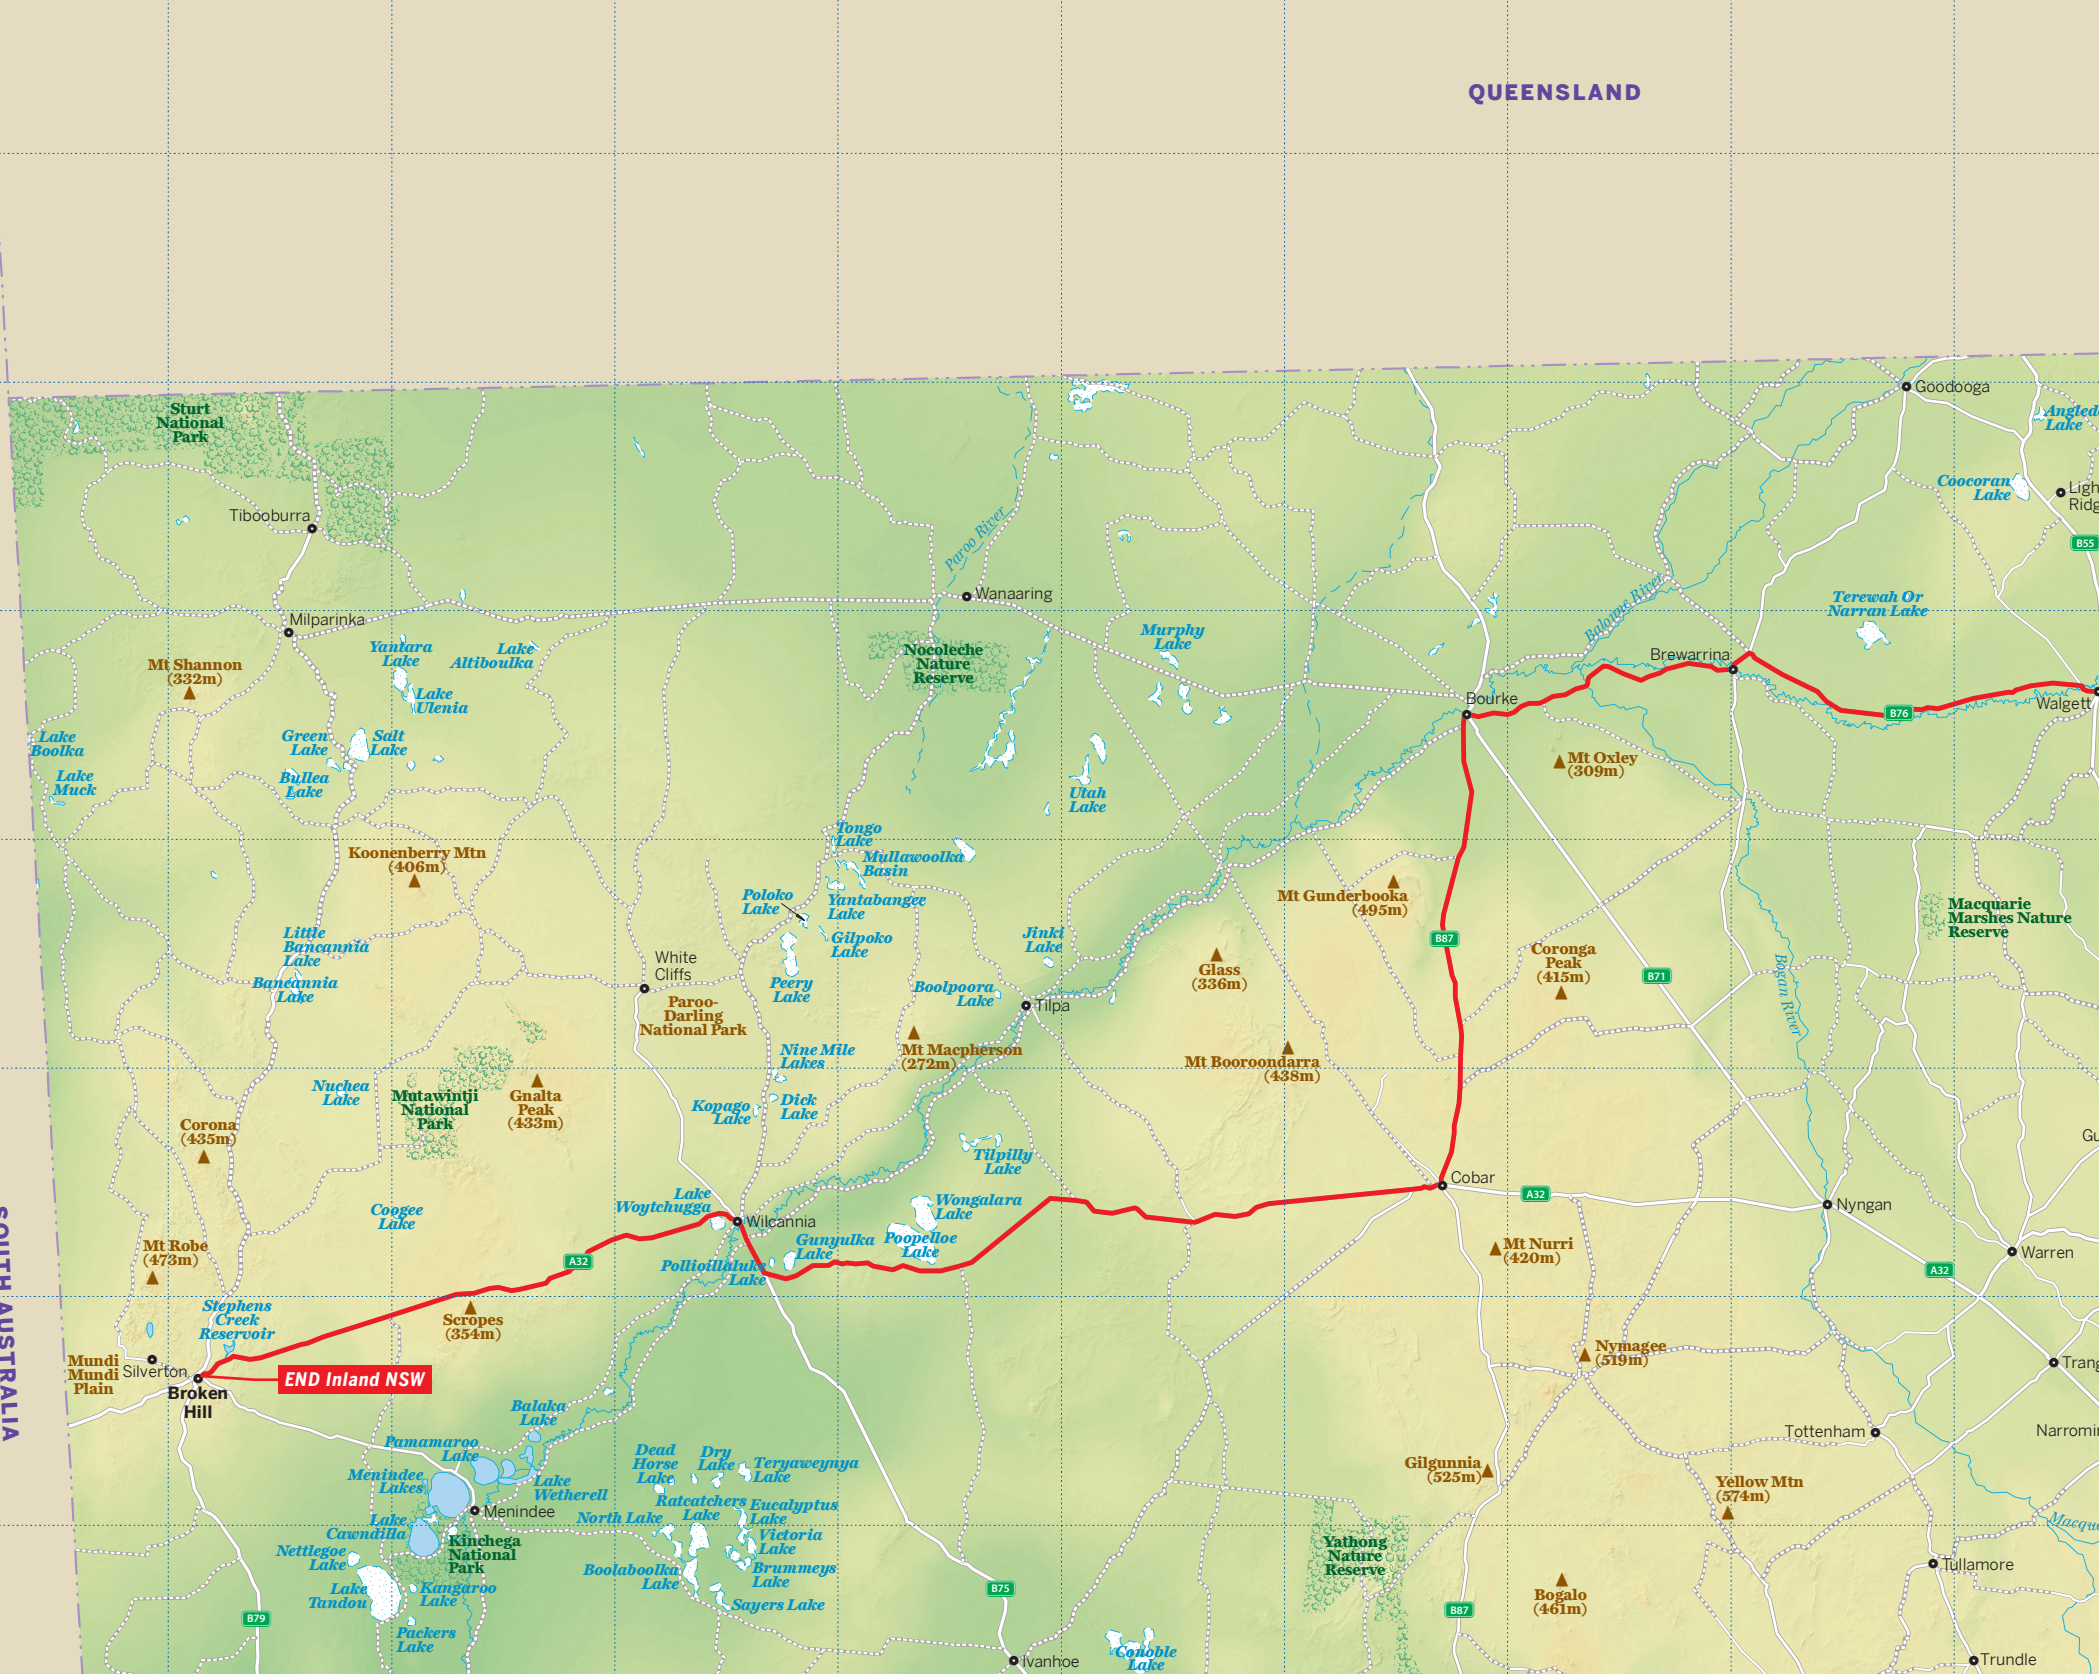 QUEENSLAND
Sturt
National
Park
Goodooga
Lake
Coocoran
Lake
Tibooburra
B55
Paroo River
Wanaaring
Balonne River
Terewah Or
Narran Lake
Milparinka
Yantara
Lake
Lake
Altiboulka
Nocoleche
Nature
Reserve
Murphy
Lake
Brewarrina
Mt Shannon
(332m)
Lake
Ulenia
Bourke
Walgett
B76
Lake
Boolka
Green
Lake
Salt
Lake
Mt Oxley
(309m)
Lake
Muck
Bullea
Lake
Utah
Lake
Tongo
Lake
Koonenberry Mtn
(406m)
Mullawoolka
Basin
Poloko
Lake
Yantabangee
Lake
Mt Gunderbooka
(495m)
Macquarie
Marshes Nature
Reserve
Little
Bancannia
Lake
Gilpoko
Lake
Jinki
Lake
B87
Coronga
Peak
(415m)
White
Cliffs
Glass
(336m)
B71
Bancannia
Lake
Peery
Lake
Boolpoora
Lake
Bogan River
Paroo-
Darling
National Park
Tilpa
Nine Mile
Lakes
Mt Macpherson
(272m)
Mt Booroondarra
(438m)
Nuchea
Lake
Mutawintji
National
Park
Gnalta
Peak
(433m)
Kopago
Lake
Dick
Lake
Corona
(435m)
Tilpilly
Lake
Cobar
A32
Nyngan
Coogee
Lake
Lake
Woytchugga
Wilcannia
Wongalara
Lake
SOUTH AUSTRALIA
Mt Robe
(473m)
A32
Gunyulka
Lake
Poopelloe
Lake
Mt Nurri
(420m)
Warren
Pollioillaluke
Lake
A32
Stephens
Creek
Reservoir
Scropes
(354m)
Nymagee
(519m)
Mundi
Mundi
Plain
Silverton
Broken
Hill
END Inland NSW
Balaka
Lake
Tottenham
Pamamaroo
Lake
Dead
Horse
Lake
Dry
Lake
Teryaweynya
Lake
Gilgunnia
(525m)
Menindee
Lakes
Lake
Wetherell
Yellow Mtn
(574m)
Menindee
Ratcatchers
Lake
Eucalyptus
Lake
Lake
Cawndilla
North Lake
Victoria
Lake
Kinchega
National
Park
Yathong
Nature
Reserve
Nettlegoe
Lake
Boolaboolka
Lake
Brummeys
Lake
Tullamore
Lake
Tandou
Kangaroo
Lake
B75
Sayers Lake
Bogalo
(461m)
B79
B87
Packers
Lake
Ivanhoe
Conoble
Lake
Trundle